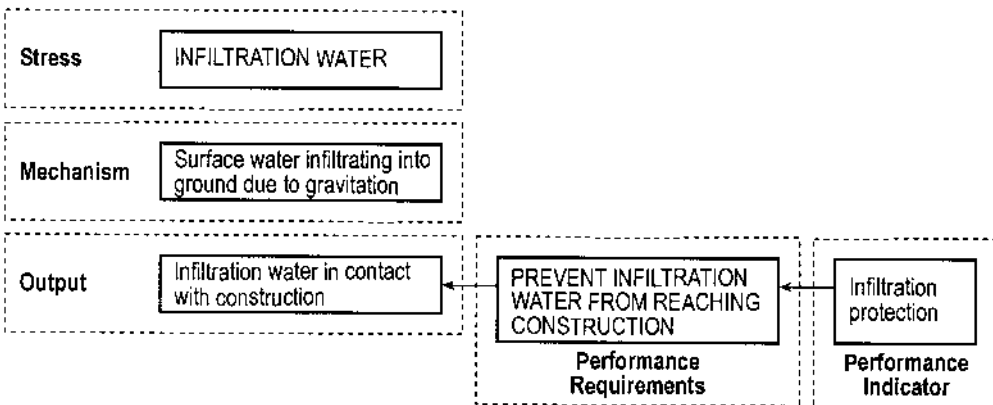 Stress
INFILTRATION WATER
Mechanism
Surface water infiltrating into
ground due to gravitation
Output
Infiltration water in contact
with construction
PREVENT INFILTRATION
WATER FROM REACHING
CONSTRUCTION
Performance
Requirements
Infiltration
protection
Performance
Indicator